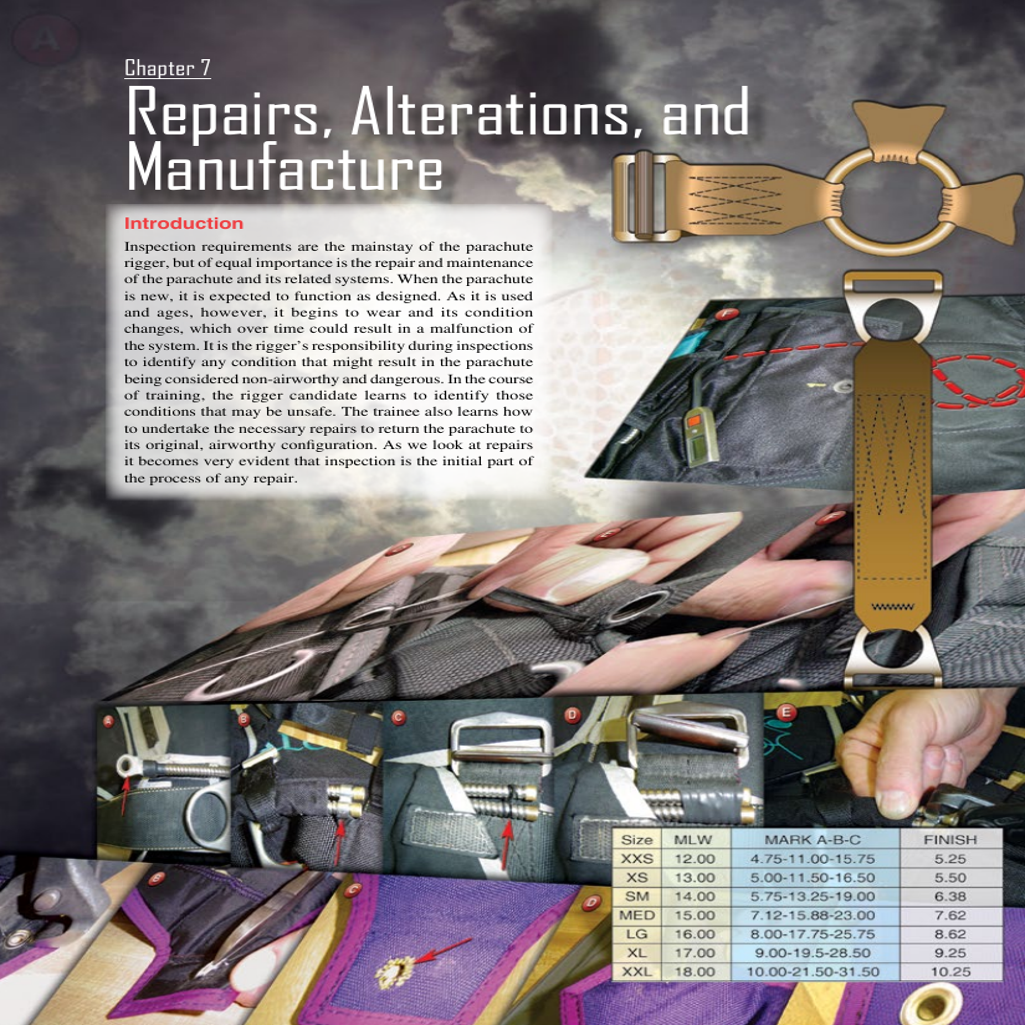 A
Chapter 7
Repairs, Alterations, and
Manufacture
Introduction
Inspection requirements are the mainstay of the parachute
rigger, but of equal importance is the repair and maintenance
of the parachute and its related systems. When the parachute
is new, it is expected to function as designed. As it is used
and ages, however, it begins to wear and its condition
changes, which over time could result in a malfunction of
the system. It is the rigger’s responsibility during inspections
to identify any condition that might result in the parachute
being considered non-airworthy and dangerous. In the course
of training, the rigger candidate learns to identify those
conditions that may be unsafe. The trainee also learns how
to undertake the necessary repairs to return the parachute to
its original, airworthy configuration. As we look at repairs
it becomes very evident that inspection is the initial part of
the process of any repair.
F
E
A B C D E
Size MLW MARK A-B-C FINISH
XXS 12.00 4.75-11.00-15.75 5.25
XS 13.00 5.00-11.50-16.50 5.50
SM 14.00 5.75-13.25-19.00 6.38
MED 15.00 7.12-15.88-23.00 7.62
LG 16.00 8.00-17.75-25.75 8.62
XL 17.00 9.00-19.5-28.50 9.25
XXL 18.00 10.00-21.50-31.50 10.25
B C D